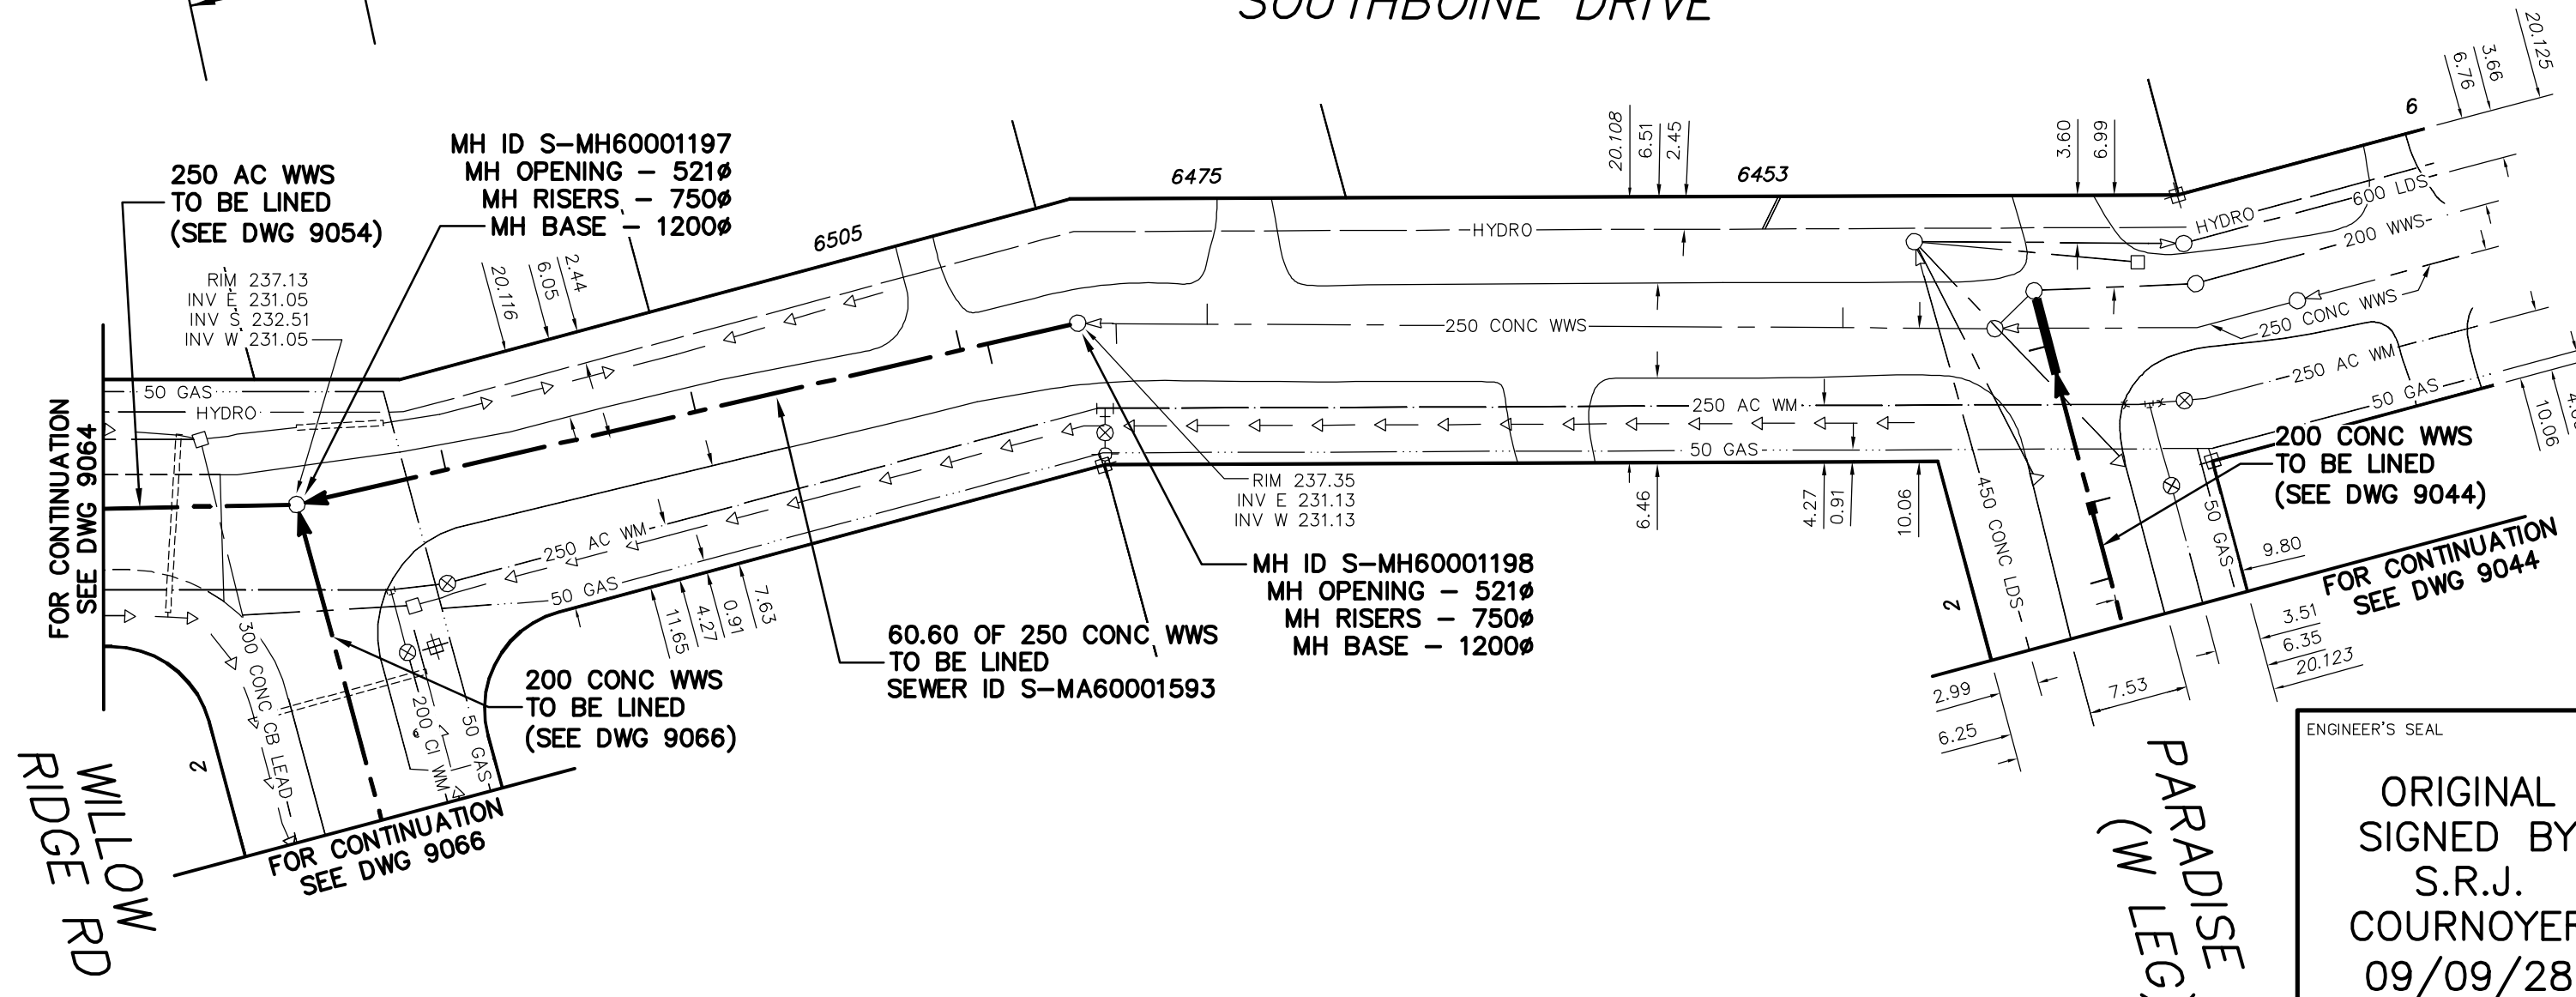 SOUTHBOINE DRIVE
MH ID S-MH60001197
MH OPENING - 521ø
MH RISERS - 750ø
MH BASE - 1200ø
250 AC WWS
TO BE LINED
(SEE DWG 9054)
RIM 237.13
INV E 231.05
INV S 232.51
INV W 231.05
20.116
6.05
2.44
6505
6475
20.108
6.51
2.45
6453
3.60
6.99
6
6.76
3.66
20.125
HYDRO
HYDRO
600 LDS
200 WWS
250 CONC WWS
250 CONC WWS
250 AC WM
50 GAS
50 GAS
HYDRO
FOR CONTINUATION
SEE DWG 9064
250 AC WM
50 GAS
250 AC WM
50 GAS
RIM 237.35
INV E 231.13
INV W 231.13
MH ID S-MH60001198
MH OPENING - 521ø
MH RISERS - 750ø
MH BASE - 1200ø
6.46
4.27
0.91
10.06
10.06
200 CONC WWS
TO BE LINED
(SEE DWG 9044)
450 CONC LDS
50 GAS
9.80
FOR CONTINUATION
SEE DWG 9044
2
3.51
6.35
20.123
2.99
6.25
7.53
11.65
4.27
0.91
7.63
60.60 OF 250 CONC WWS
TO BE LINED
SEWER ID S-MA60001593
200 CONC WWS
TO BE LINED
(SEE DWG 9066)
300 CONC CB LEAD
200 CI WM
50 GAS
2
FOR CONTINUATION
SEE DWG 9066
WILLOW
RIDGE RD
PARADISE
(W LEG)
ENGINEER'S SEAL
ORIGINAL
SIGNED BY
S.R.J.
COURNOYER
09/09/28